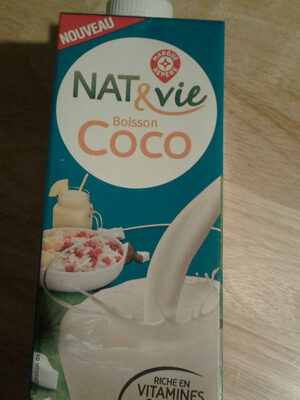 NOUVEAU
MARQUE
REPÈRE
NAT&vie
Boisson
COCO
RICHE EN
VITAMINES